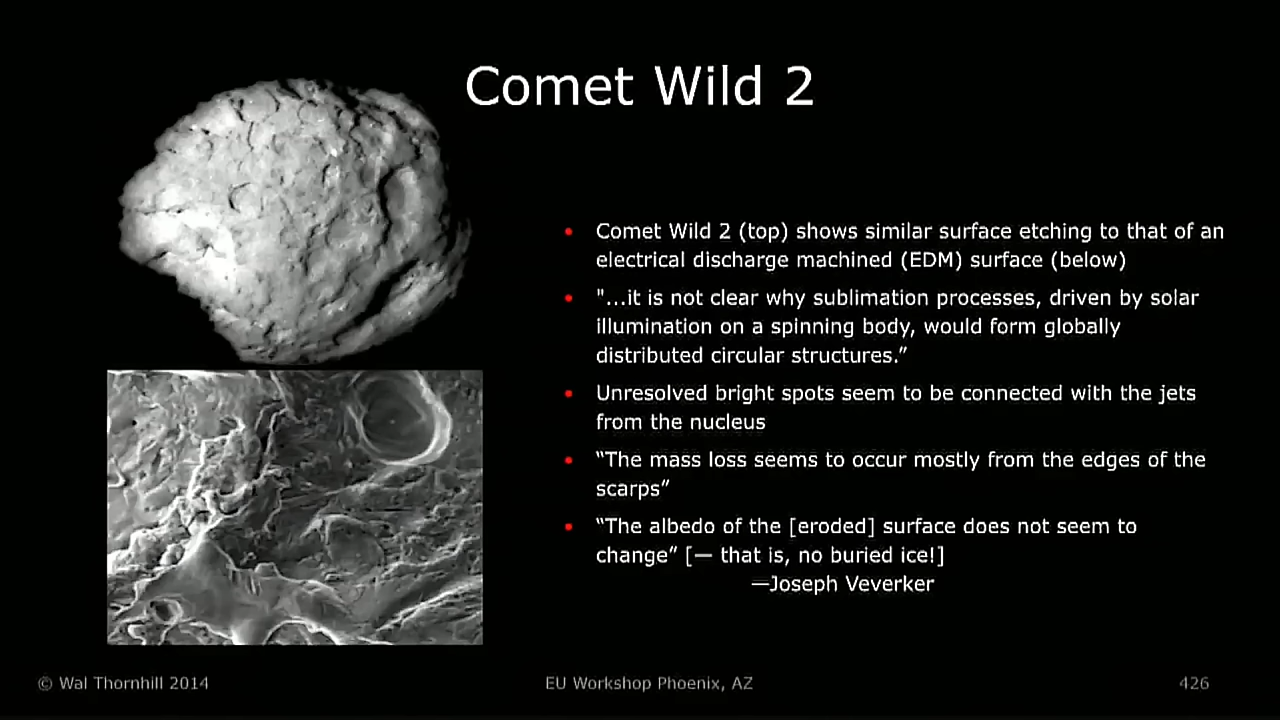 Comet Wild 2
• Comet Wild 2 (top) shows similar surface etching to that of an
electrical discharge machined (EDM) surface (below)
• "...it is not clear why sublimation processes, driven by solar
illumination on a spinning body, would form globally
distributed circular structures.”
• Unresolved bright spots seem to be connected with the jets
from the nucleus
• “The mass loss seems to occur mostly from the edges of the
scarps”
• “The albedo of the [eroded] surface does not seem to
change” [— that is, no buried ice!]
—Joseph Veverker
© Wal Thornhill 2014
EU Workshop Phoenix, AZ
426